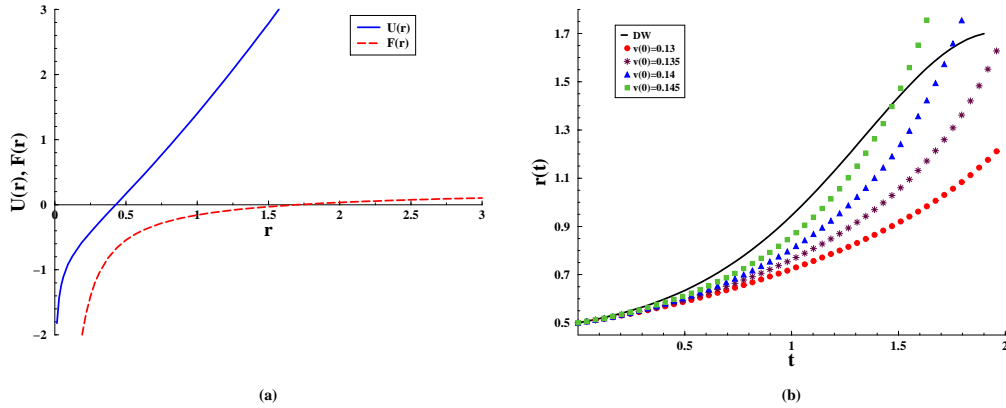 3
2
1
0
-1
-2
0
0.5
1
1.5
2
2.5
3
U(r), F(r)
r
U(r)
F(r)
(a)
1.7
1.5
1.3
1.1
0.9
0.7
0.5
0.5
1
1.5
2
r(t)
t
DW
v(0)=0.13
v(0)=0.135
v(0)=0.14
v(0)=0.145
(b)